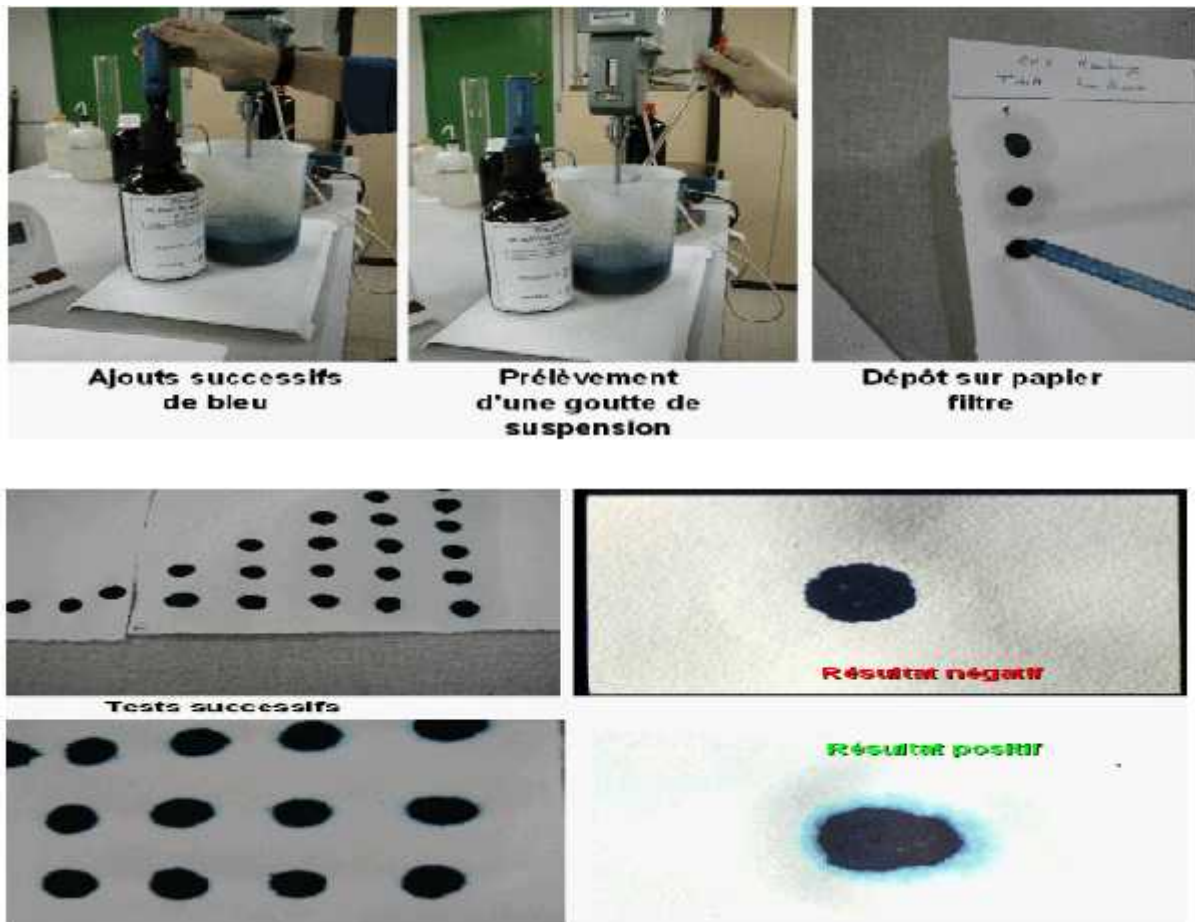 Ajouts successifs
de bleu
Prélèvement
d'une goutte de
suspension
Dépôt sur papier
filtre
Résultat négatif
Tests successifs
Résultat positif